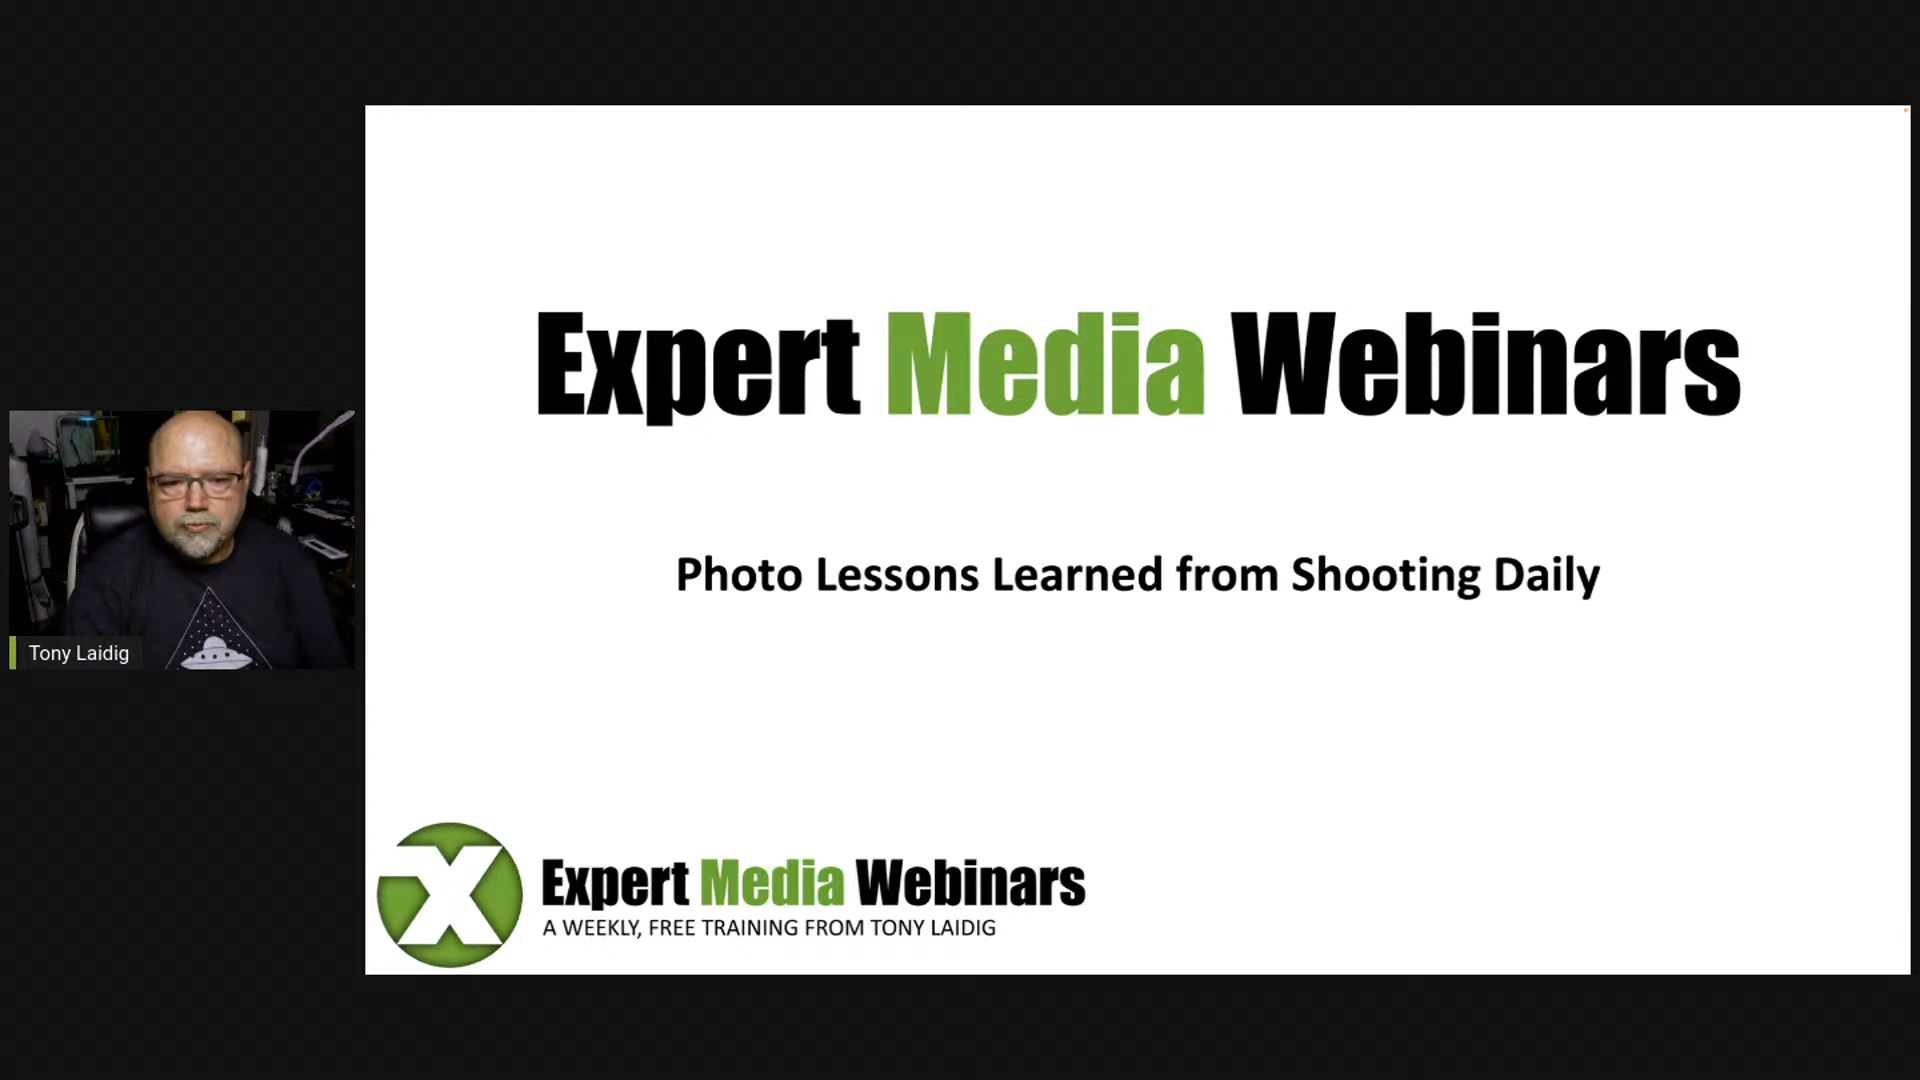 Expert Media Webinars
Photo Lessons Learned from Shooting Daily
Tony Laidig
X
Expert Media Webinars
A WEEKLY, FREE TRAINING FROM TONY LAIDIG